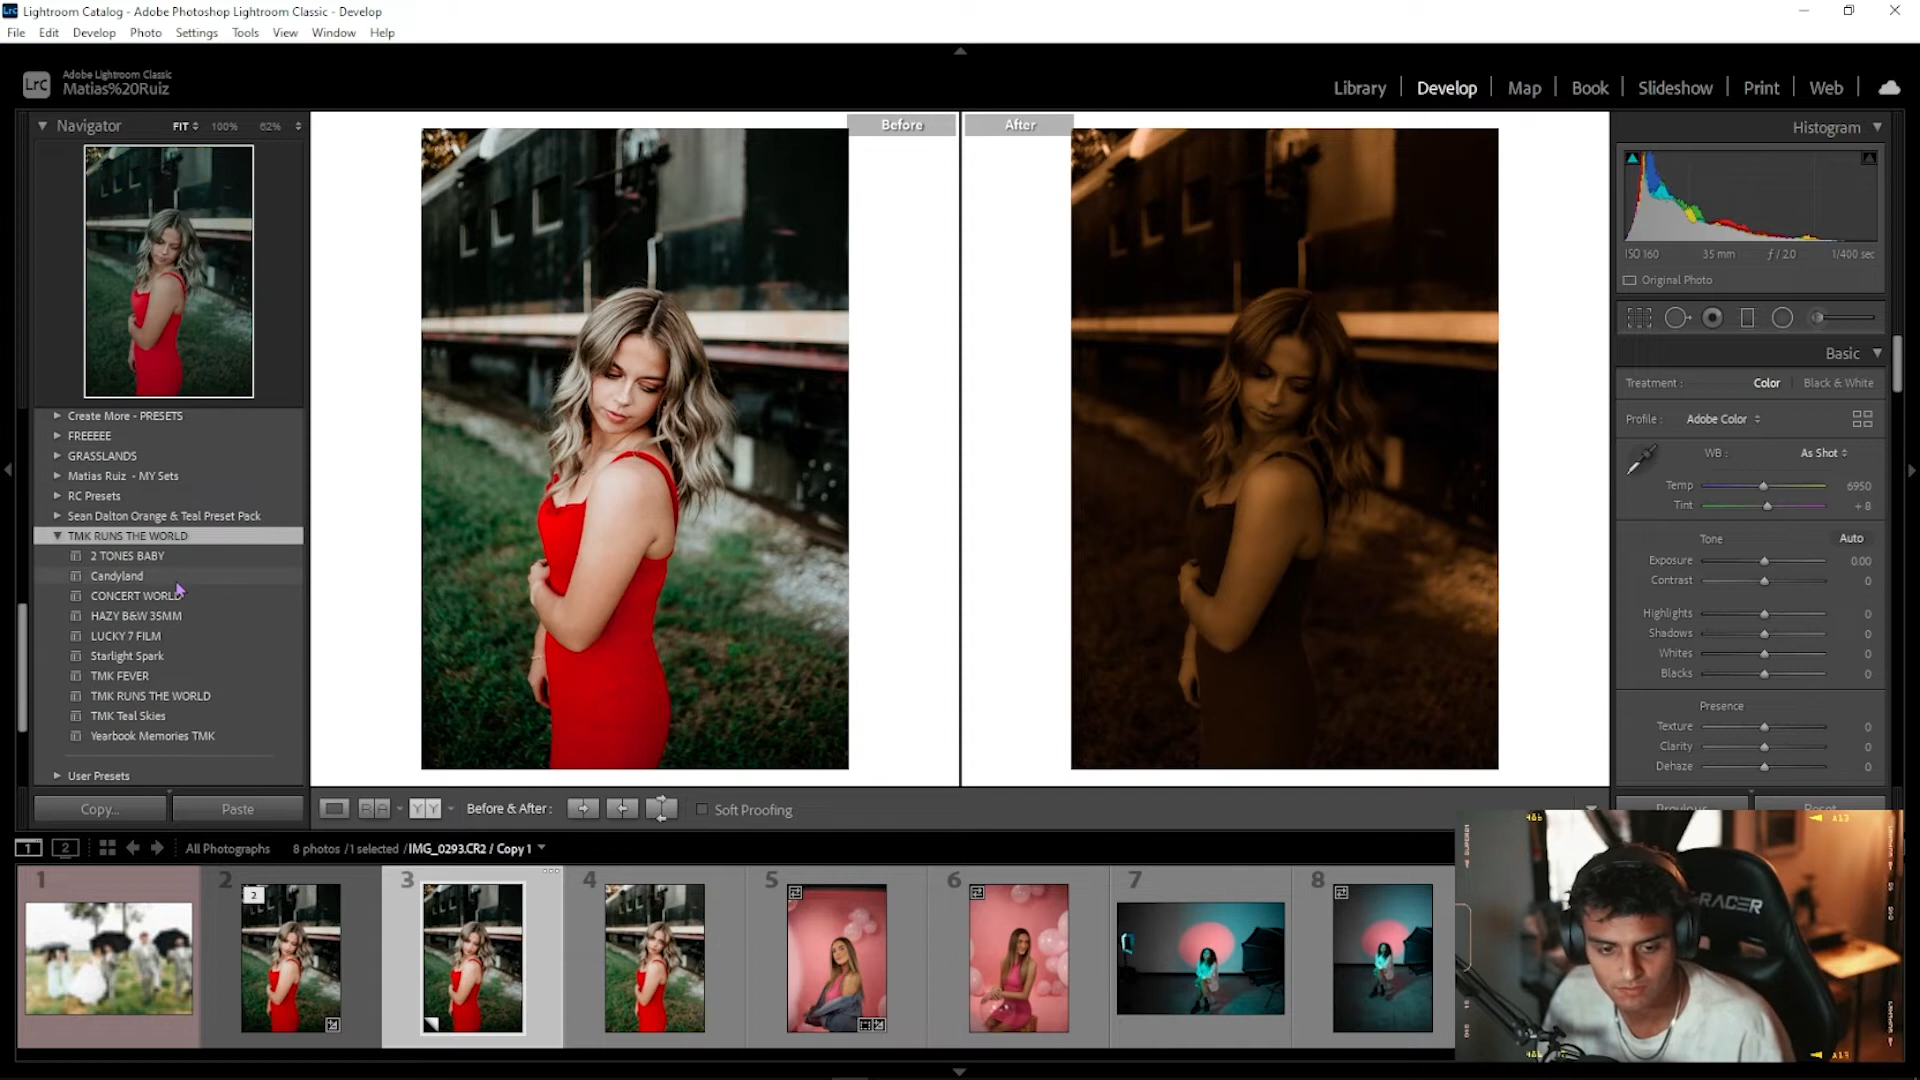 Lightroom Catalog - Adobe Photoshop Lightroom Classic - Develop
File Edit Develop Photo Settings Tools View Window Help
LrC Adobe Lightroom Classic
Matias%20Ruiz
Library Develop Map Book Slideshow Print Web
Navigator FIT 100% 62%
Before After
Histogram
ISO 160 35 mm ƒ / 2.0 1/400 sec
Original Photo
Basic
Treatment : Color Black & White
Profile : Adobe Color
WB : As Shot
Temp 6950
Tint + 8
Tone Auto
Exposure 0.00
Contrast 0
Highlights 0
Shadows 0
Whites 0
Blacks 0
Presence
Texture 0
Clarity 0
Dehaze 0
Previous Reset
Create More - PRESETS
FREEEEE
GRASSLANDS
Matias Ruiz - MY Sets
RC Presets
Sean Dalton Orange & Teal Preset Pack
TMK RUNS THE WORLD
2 TONES BABY
Candyland
CONCERT WORLD
HAZY B&W 35MM
LUCKY 7 FILM
Starlight Spark
TMK FEVER
TMK RUNS THE WORLD
TMK Teal Skies
Yearbook Memories TMK
User Presets
Copy... Paste
R A Y Y Before & After : Soft Proofing
1 2 All Photographs 8 photos / 1 selected / IMG_0293.CR2 / Copy 1
1 2 3 4 5 6 7 8
2
RACER